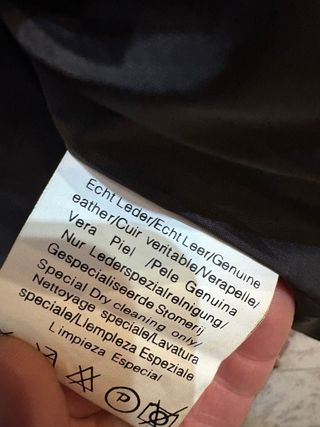 Echt Leder/Echt Leer/Genuine
eather/Cuir veritable/Verapelle/
Vera Piel /Pele Genuina
Nur Lederspezialreinigung/
Gespecialiseerde Stomerij
Special Dry cleaning only/
Nettoyage speciale/Lavatura
speciale/Llempleza Espeziale
Limpieza Especial
P